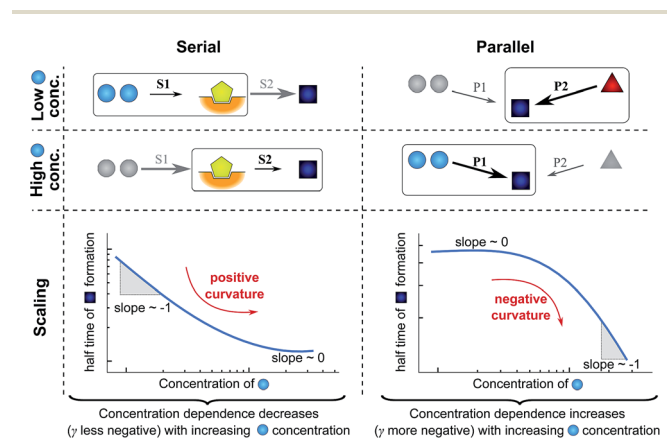 Serial
Parallel
Low
conc.
S1
S2
P1
P2
High
conc.
S1
S2
P1
P2
Scaling
half time of formation
positive
curvature
slope ~ -1
slope ~ 0
Concentration of
half time of formation
slope ~ 0
negative
curvature
slope ~ -1
Concentration of
Concentration dependence decreases
(γ less negative) with increasing concentration
Concentration dependence increases
(γ more negative) with increasing concentration